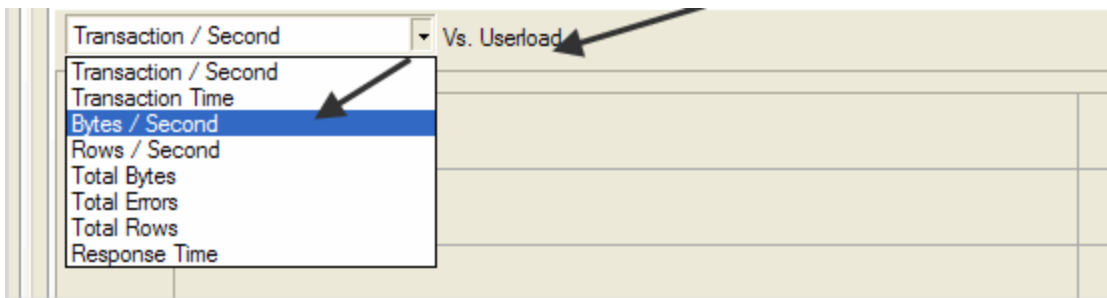 Transaction / Second Vs. Userload
Transaction / Second
Transaction Time
Bytes / Second
Rows / Second
Total Bytes
Total Errors
Total Rows
Response Time